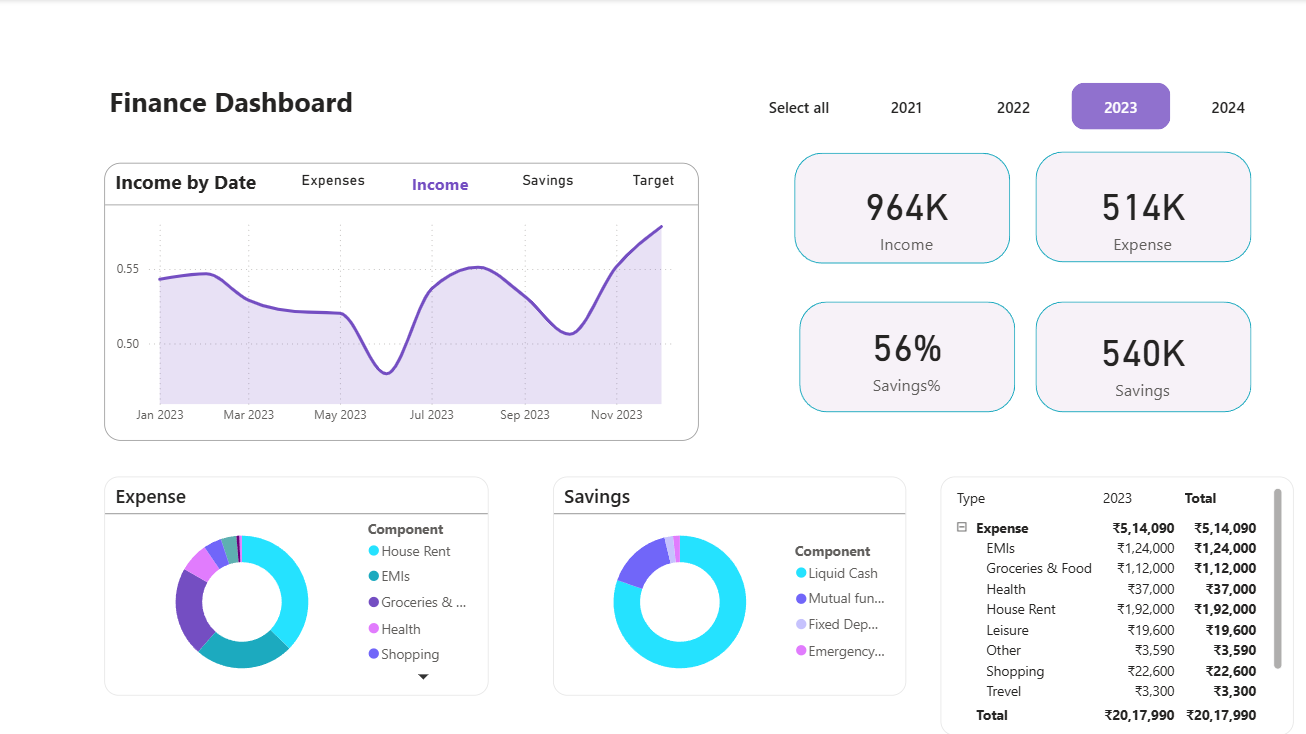 Finance Dashboard
Select all 2021 2022 2023 2024
Income by Date Expenses Income Savings Target
0.55
0.50
Jan 2023 Mar 2023 May 2023 Jul 2023 Sep 2023 Nov 2023
964K
Income
514K
Expense
56%
Savings%
540K
Savings
Expense
Component
House Rent
EMIs
Groceries & ...
Health
Shopping
Savings
Component
Liquid Cash
Mutual fun...
Fixed Dep...
Emergency...
Type 2023 Total
Expense ₹5,14,090 ₹5,14,090
EMIs ₹1,24,000 ₹1,24,000
Groceries & Food ₹1,12,000 ₹1,12,000
Health ₹37,000 ₹37,000
House Rent ₹1,92,000 ₹1,92,000
Leisure ₹19,600 ₹19,600
Other ₹3,590 ₹3,590
Shopping ₹22,600 ₹22,600
Trevel ₹3,300 ₹3,300
Total ₹20,17,990 ₹20,17,990